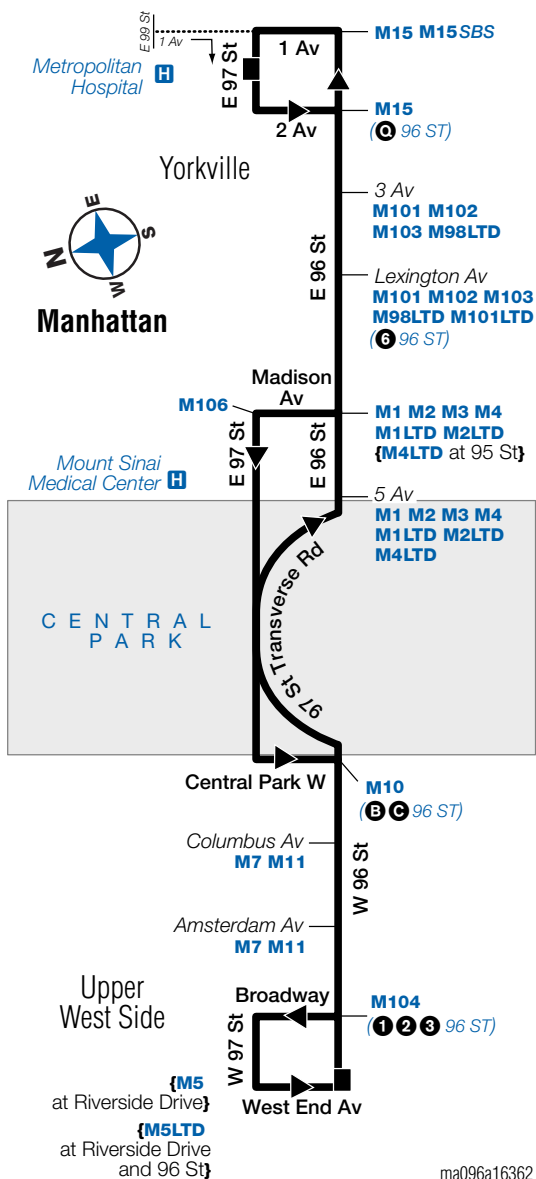 E 99 St
1 Av
M15 M15SBS
1 Av
Metropolitan
Hospital H
E 97 St
2 Av
M15
(Q 96 ST)
Yorkville
3 Av
M101 M102
M103 M98LTD
E
N
S
W
Manhattan
E 96 St
Lexington Av
M101 M102 M103
M98LTD M101LTD
(6 96 ST)
Madison
Av
M106
M1 M2 M3 M4
M1LTD M2LTD
{M4LTD at 95 St}
E 97 St
E 96 St
Mount Sinai
Medical Center H
5 Av
M1 M2 M3 M4
M1LTD M2LTD
M4LTD
CENTRAL
PARK
97 St Transverse Rd
Central Park W
M10
(B C 96 ST)
Columbus Av
M7 M11
W 96 St
Amsterdam Av
M7 M11
Upper
West Side
Broadway
M104
(1 2 3 96 ST)
W 97 St
West End Av
{M5
at Riverside Drive}
{M5LTD
at Riverside Drive
and 96 St}
ma096a16362